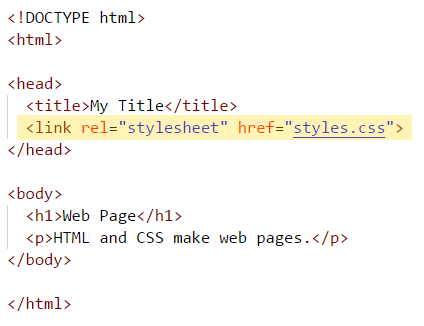 <!DOCTYPE html>
<html>
<head>
<title>My Title</title>
<link rel="stylesheet" href="styles.css">
</head>
<body>
<h1>Web Page</h1>
<p>HTML and CSS make web pages.</p>
</body>
</html>